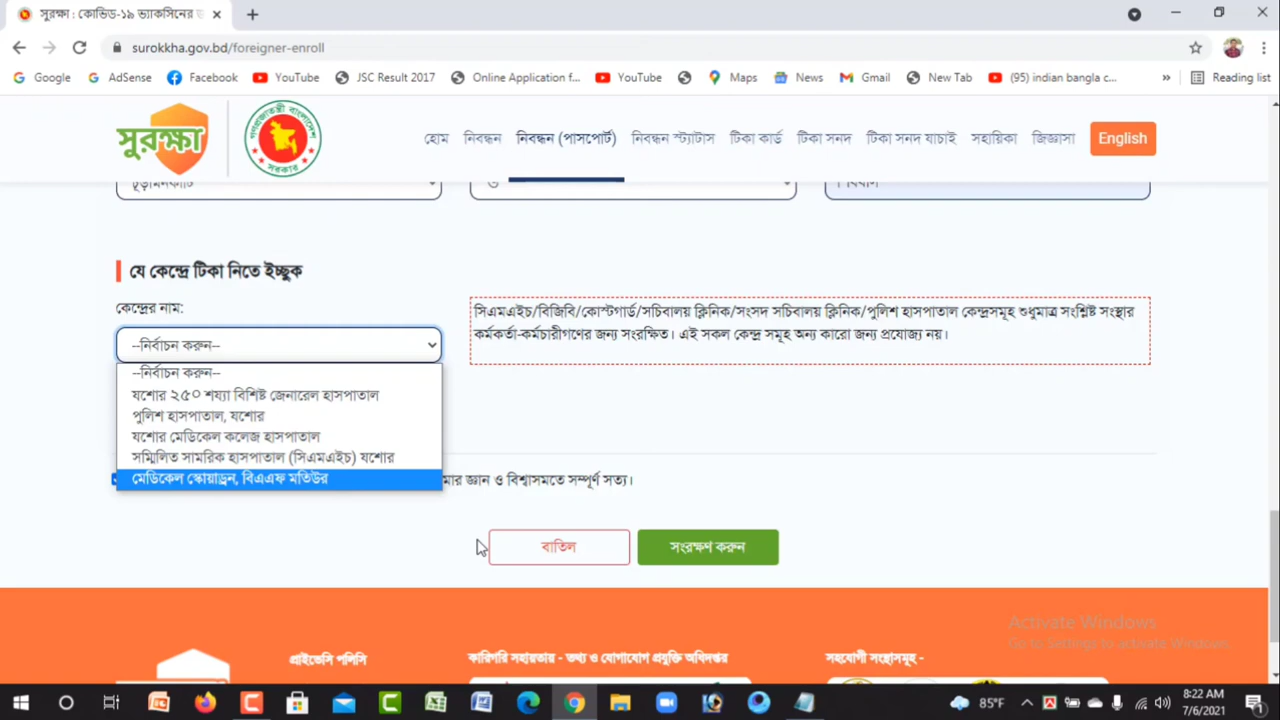 সুরক্ষা : কোভিড-১৯ ভ্যাকসিনের
surokkha.gov.bd/foreigner-enroll
Google AdSense Facebook YouTube JSC Result 2017 Online Application f... YouTube Maps News Gmail New Tab (95) indian bangla c... » Reading list
সুরক্ষা
গণপ্রজাতন্ত্রী বাংলাদেশ সরকার
হোম নিবন্ধন নিবন্ধন (পাসপোর্ট) নিবন্ধন স্ট্যাটাস টিকা কার্ড টিকা সনদ টিকা সনদ যাচাই সহায়িকা জিজ্ঞাসা English
চূড়ামনকাটি ৬
যে কেন্দ্রে টিকা নিতে ইচ্ছুক
কেন্দ্রের নাম:
--নির্বাচন করুন--
--নির্বাচন করুন--
যশোর ২৫০ শয্যা বিশিষ্ট জেনারেল হাসপাতাল
পুলিশ হাসপাতাল, যশোর
যশোর মেডিকেল কলেজ হাসপাতাল
সম্মিলিত সামরিক হাসপাতাল (সিএমএইচ) যশোর
মেডিকেল স্কোয়াড্রন, বিএএফ মতিউর
সিএমএইচ/বিজিবি/কোস্টগার্ড/সচিবালয় ক্লিনিক/সংসদ সচিবালয় ক্লিনিক/পুলিশ হাসপাতাল কেন্দ্রসমূহ শুধুমাত্র সংশ্লিষ্ট সংস্থার
কর্মকর্তা-কর্মচারীগণের জন্য সংরক্ষিত। এই সকল কেন্দ্র সমূহ অন্য কারো জন্য প্রযোজ্য নয়।
মার জ্ঞান ও বিশ্বাসমতে সম্পূর্ণ সত্য।
বাতিল সংরক্ষণ করুন
Activate Windows
Go to Settings to activate Windows.
প্রাইভেসি পলিসি কারিগরি সহায়তায় - তথ্য ও যোগাযোগ প্রযুক্তি অধিদপ্তর সহযোগী সংস্থাসমূহ -
85°F 8:22 AM
7/6/2021